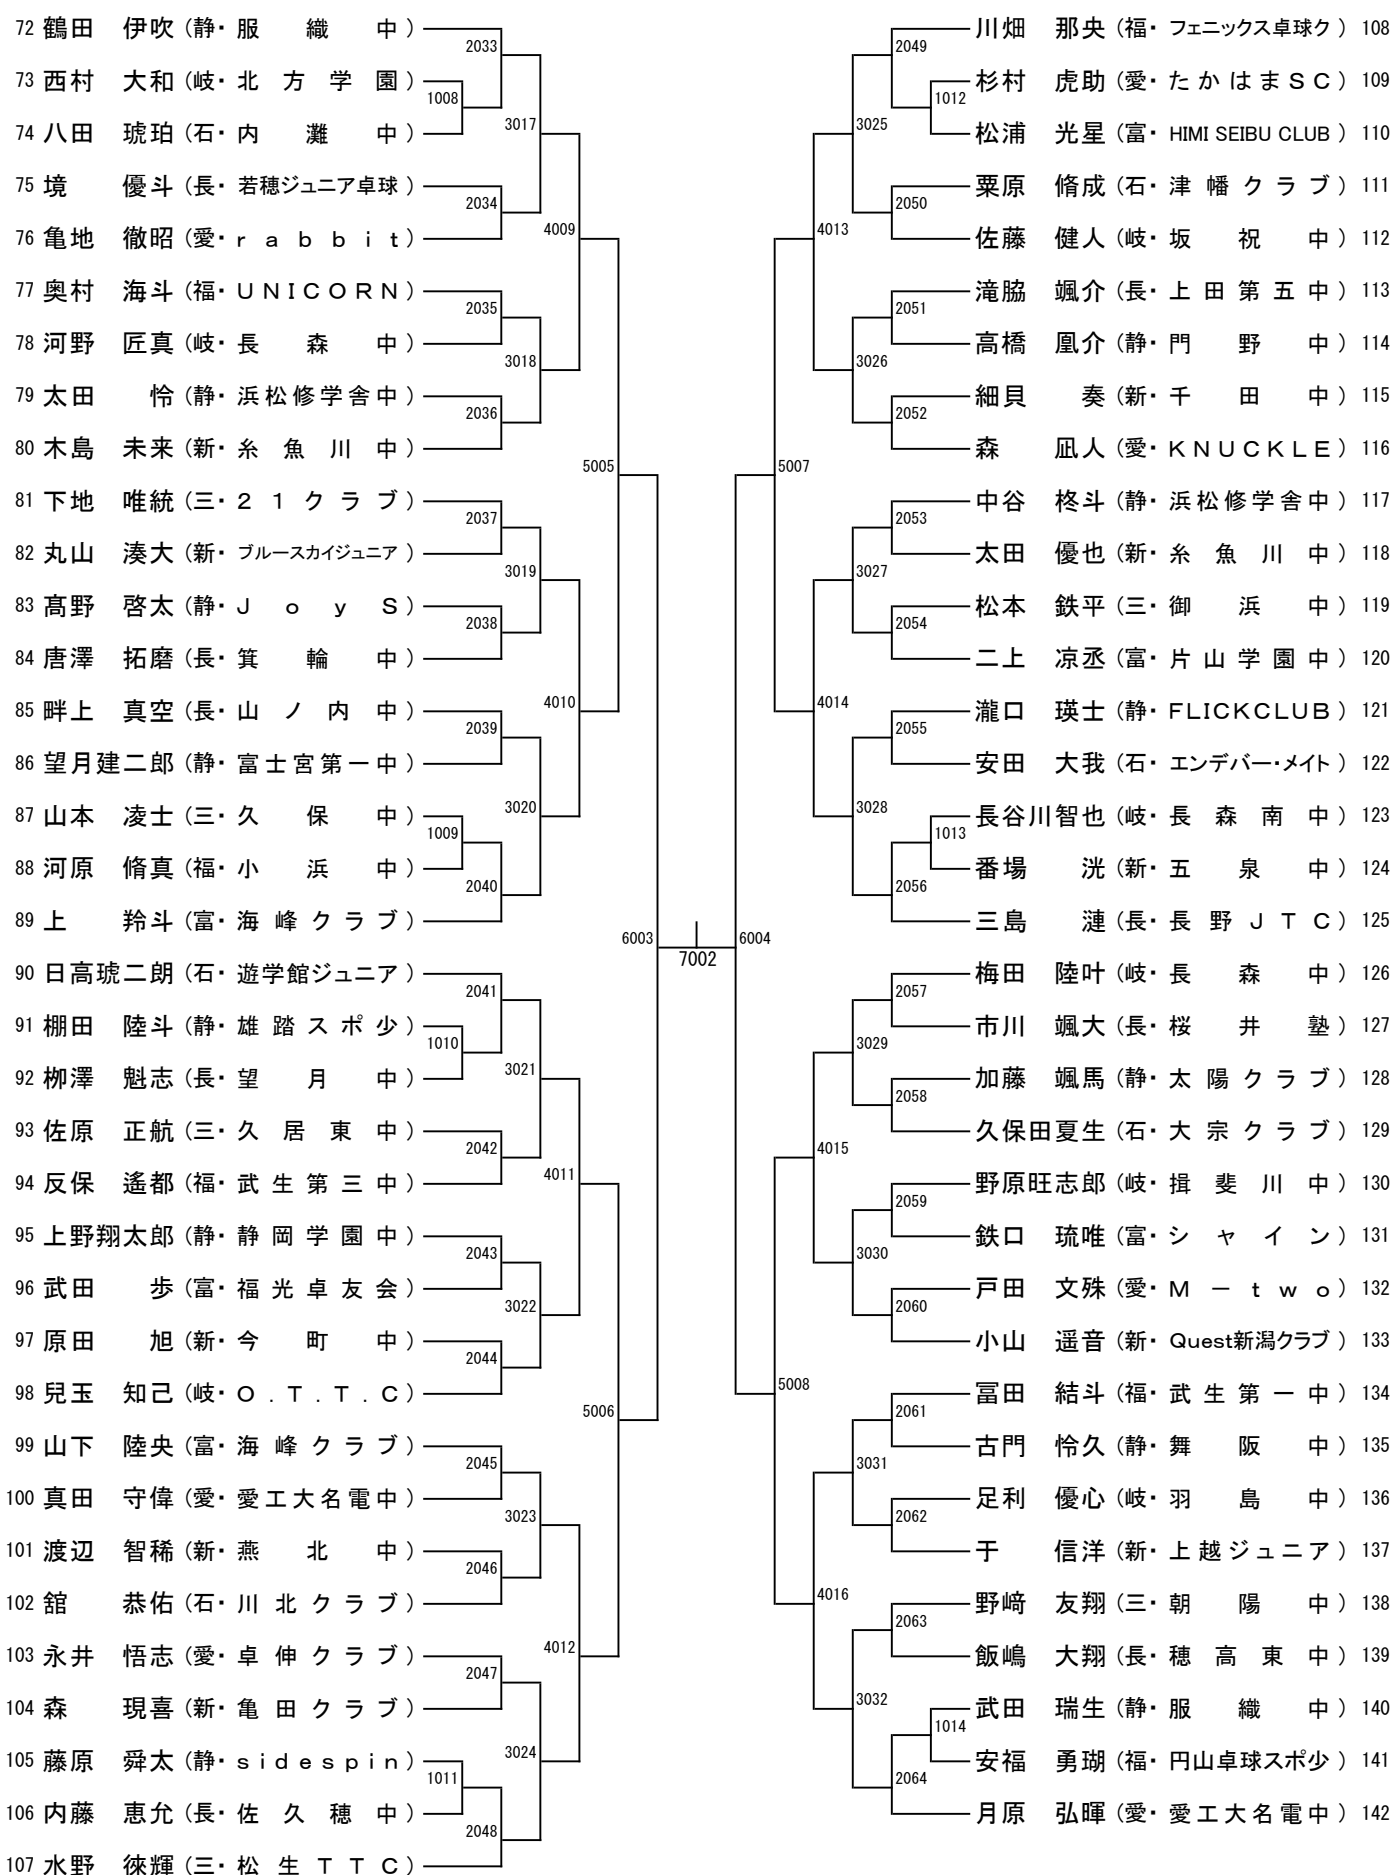 72 鶴田 伊吹 (静・服織中)
73 西村 大和 (岐・北方学園)
74 八田 琥珀 (石・内灘中)
75 境 優斗 (長・若穂ジュニア卓球)
76 亀地 徹昭 (愛・rabbit)
77 奥村 海斗 (福・UNICORN)
78 河野 匠真 (岐・長森中)
79 太田 怜 (静・浜松修学舎中)
80 木島 未来 (新・糸魚川中)
81 下地 唯統 (三・21クラブ)
82 丸山 湊大 (新・ブルースカイジュニア)
83 髙野 啓太 (静・JoyS)
84 唐澤 拓磨 (長・箕輪中)
85 畔上 真空 (長・山ノ内中)
86 望月建二郎 (静・富士宮第一中)
87 山本 凌士 (三・久保中)
88 河原 脩真 (福・小浜中)
89 上 羚斗 (富・海峰クラブ)
90 日高琥二朗 (石・遊学館ジュニア)
91 棚田 陸斗 (静・雄踏スポ少)
92 栁澤 魁志 (長・望月中)
93 佐原 正航 (三・久居東中)
94 反保 遙都 (福・武生第三中)
95 上野翔太郎 (静・静岡学園中)
96 武田 歩 (富・福光卓友会)
97 原田 旭 (新・今町中)
98 兒玉 知己 (岐・O.T.T.C)
99 山下 陸央 (富・海峰クラブ)
100 真田 守偉 (愛・愛工大名電中)
101 渡辺 智稀 (新・燕北中)
102 舘 恭佑 (石・川北クラブ)
103 永井 悟志 (愛・卓伸クラブ)
104 森 現喜 (新・亀田クラブ)
105 藤原 舜太 (静・sidespin)
106 内藤 恵允 (長・佐久穂中)
107 水野 徠輝 (三・松生TTC)
2033
1008
3017
2034
4009
2035
3018
2036
5005
2037
3019
2038
4010
2039
3020
1009
2040
6003
2041
1010
3021
2042
4011
2043
3022
2044
5006
2045
3023
2046
4012
2047
3024
1011
2048
7002
6004
2049
1012
3025
2050
4013
2051
3026
2052
5007
2053
3027
2054
4014
2055
3028
1013
2056
2057
3029
2058
4015
2059
3030
2060
5008
2061
3031
2062
4016
2063
3032
1014
2064
川畑 那央 (福・フェニックス卓球ク) 108
杉村 虎助 (愛・たかはまSC) 109
松浦 光星 (富・HIMI SEIBU CLUB) 110
粟原 脩成 (石・津幡クラブ) 111
佐藤 健人 (岐・坂祝中) 112
滝脇 颯介 (長・上田第五中) 113
高橋 凰介 (静・門野中) 114
細貝 奏 (新・千田中) 115
森 凪人 (愛・KNUCKLE) 116
中谷 柊斗 (静・浜松修学舎中) 117
太田 優也 (新・糸魚川中) 118
松本 鉄平 (三・御浜中) 119
二上 凉丞 (富・片山学園中) 120
瀧口 瑛士 (静・FLICKCLUB) 121
安田 大我 (石・エンデバー・メイト) 122
長谷川智也 (岐・長森南中) 123
番場 洸 (新・五泉中) 124
三島 漣 (長・長野JTC) 125
梅田 陸叶 (岐・長森中) 126
市川 颯大 (長・桜井塾) 127
加藤 颯馬 (静・太陽クラブ) 128
久保田夏生 (石・大宗クラブ) 129
野原旺志郎 (岐・揖斐川中) 130
鉄口 琉唯 (富・シャイン) 131
戸田 文殊 (愛・M－two) 132
小山 遥音 (新・Quest新潟クラブ) 133
冨田 結斗 (福・武生第一中) 134
古門 怜久 (静・舞阪中) 135
足利 優心 (岐・羽島中) 136
于 信洋 (新・上越ジュニア) 137
野﨑 友翔 (三・朝陽中) 138
飯嶋 大翔 (長・穂高東中) 139
武田 瑞生 (静・服織中) 140
安福 勇瑚 (福・円山卓球スポ少) 141
月原 弘暉 (愛・愛工大名電中) 142